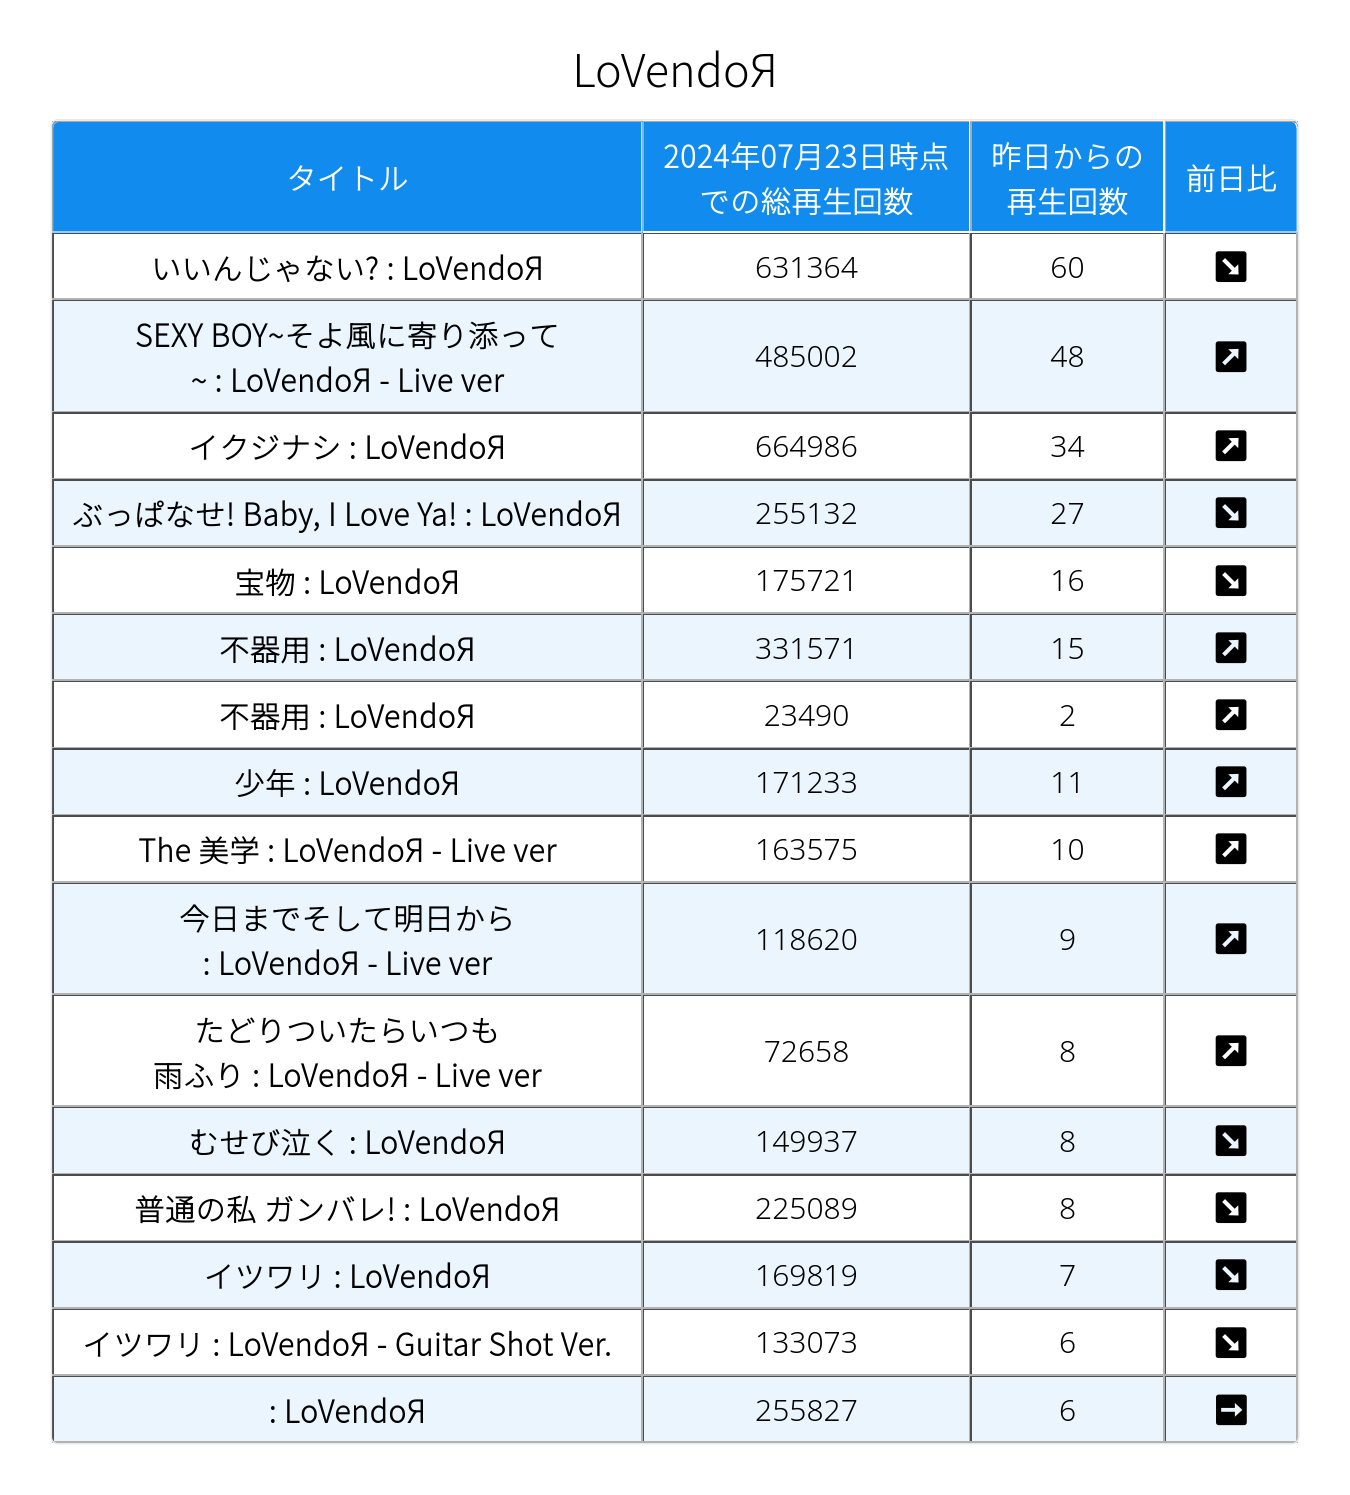 LoVendoЯ
タイトル
2024年07月23日時点
での総再生回数
昨日からの
再生回数
前日比
いいんじゃない? : LoVendoЯ
631364
60
SEXY BOY~そよ風に寄り添って
~ : LoVendoЯ - Live ver
485002
48
イクジナシ : LoVendoЯ
664986
34
ぶっぱなせ! Baby, I Love Ya! : LoVendoЯ
255132
27
宝物 : LoVendoЯ
175721
16
不器用 : LoVendoЯ
331571
15
不器用 : LoVendoЯ
23490
2
少年 : LoVendoЯ
171233
11
The 美学 : LoVendoЯ - Live ver
163575
10
今日までそして明日から
: LoVendoЯ - Live ver
118620
9
たどりついたらいつも
雨ふり : LoVendoЯ - Live ver
72658
8
むせび泣く : LoVendoЯ
149937
8
普通の私 ガンバレ! : LoVendoЯ
225089
8
イツワリ : LoVendoЯ
169819
7
イツワリ : LoVendoЯ - Guitar Shot Ver.
133073
6
: LoVendoЯ
255827
6